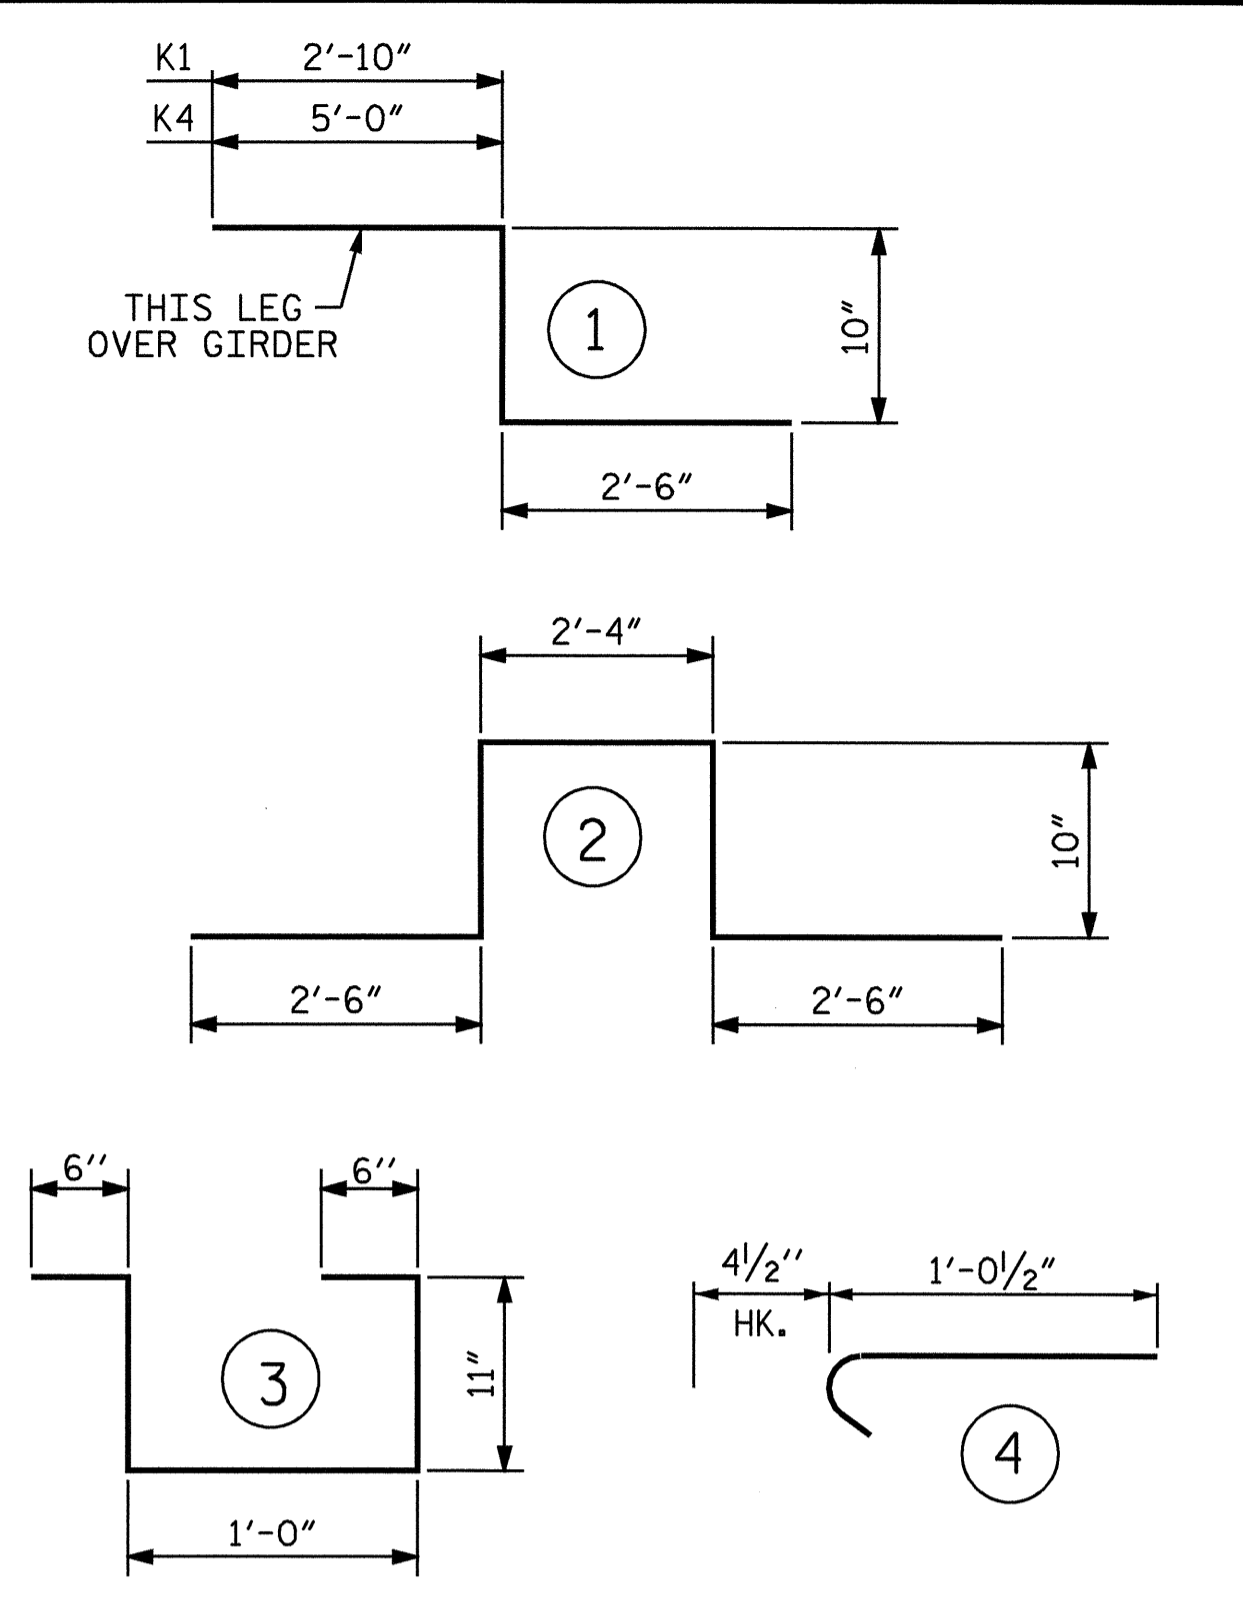 K1 2'-10"
K4 5'-0"
THIS LEG
OVER GIRDER
1
10"
2'-6"
2'-4"
2
10"
2'-6" 2'-6"
6'' 6''
3
11"
1'-0"
4½'' 1'-0½"
HK.
4